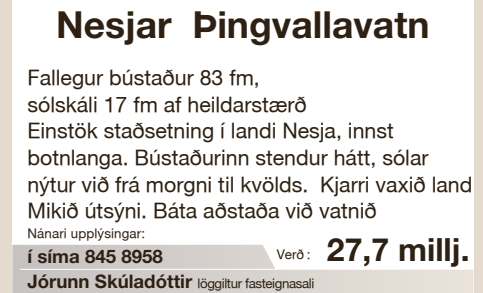 Nesjar Þingvallavatn
Fallegur bústaður 83 fm,
sólskáli 17 fm af heildarstærð
Einstök staðsetning í landi Nesja, innst
botnlanga. Bústaðurinn stendur hátt, sólar
nýtur við frá morgni til kvölds. Kjarri vaxið land
Mikið útsýni. Báta aðstaða við vatnið
Nánari upplýsingar:
í síma 845 8958 Verð: 27,7 millj.
Jórunn Skúladóttir löggiltur fasteignasali